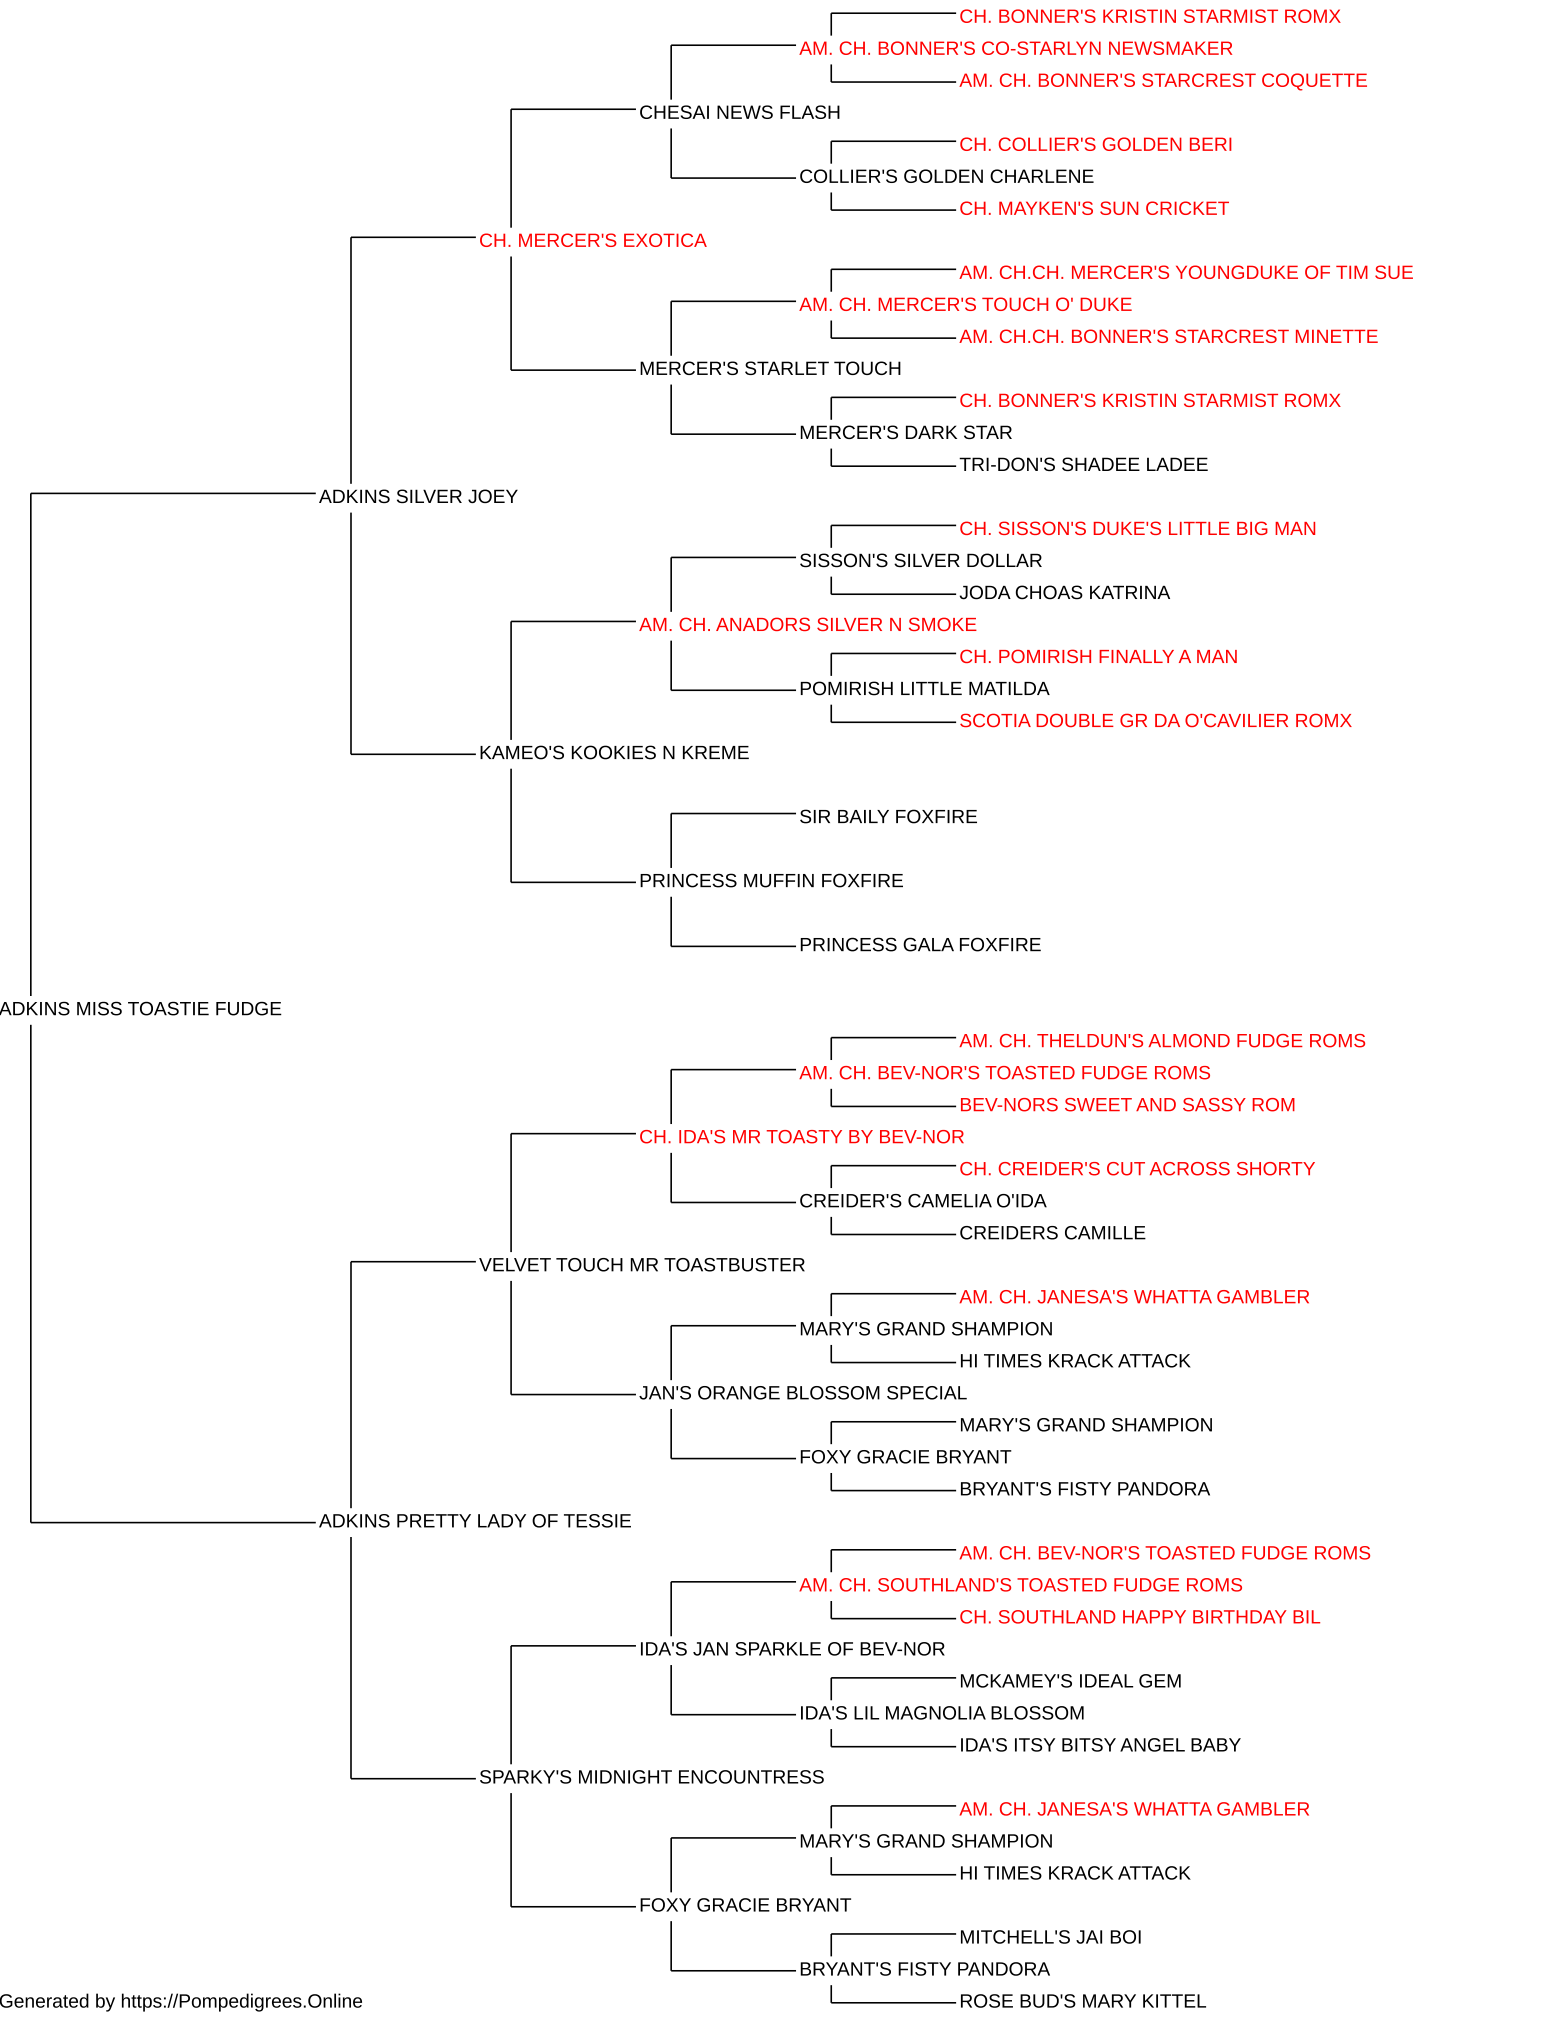 CH. BONNER'S KRISTIN STARMIST ROMX
AM. CH. BONNER'S CO-STARLYN NEWSMAKER
AM. CH. BONNER'S STARCREST COQUETTE
CHESAI NEWS FLASH
CH. COLLIER'S GOLDEN BERI
COLLIER'S GOLDEN CHARLENE
CH. MAYKEN'S SUN CRICKET
CH. MERCER'S EXOTICA
AM. CH.CH. MERCER'S YOUNGDUKE OF TIM SUE
AM. CH. MERCER'S TOUCH O' DUKE
AM. CH.CH. BONNER'S STARCREST MINETTE
MERCER'S STARLET TOUCH
CH. BONNER'S KRISTIN STARMIST ROMX
MERCER'S DARK STAR
TRI-DON'S SHADEE LADEE
ADKINS SILVER JOEY
CH. SISSON'S DUKE'S LITTLE BIG MAN
SISSON'S SILVER DOLLAR
JODA CHOAS KATRINA
AM. CH. ANADORS SILVER N SMOKE
CH. POMIRISH FINALLY A MAN
POMIRISH LITTLE MATILDA
SCOTIA DOUBLE GR DA O'CAVILIER ROMX
KAMEO'S KOOKIES N KREME
SIR BAILY FOXFIRE
PRINCESS MUFFIN FOXFIRE
PRINCESS GALA FOXFIRE
ADKINS MISS TOASTIE FUDGE
AM. CH. THELDUN'S ALMOND FUDGE ROMS
AM. CH. BEV-NOR'S TOASTED FUDGE ROMS
BEV-NORS SWEET AND SASSY ROM
CH. IDA'S MR TOASTY BY BEV-NOR
CH. CREIDER'S CUT ACROSS SHORTY
CREIDER'S CAMELIA O'IDA
CREIDERS CAMILLE
VELVET TOUCH MR TOASTBUSTER
AM. CH. JANESA'S WHATTA GAMBLER
MARY'S GRAND SHAMPION
HI TIMES KRACK ATTACK
JAN'S ORANGE BLOSSOM SPECIAL
MARY'S GRAND SHAMPION
FOXY GRACIE BRYANT
BRYANT'S FISTY PANDORA
ADKINS PRETTY LADY OF TESSIE
AM. CH. BEV-NOR'S TOASTED FUDGE ROMS
AM. CH. SOUTHLAND'S TOASTED FUDGE ROMS
CH. SOUTHLAND HAPPY BIRTHDAY BIL
IDA'S JAN SPARKLE OF BEV-NOR
MCKAMEY'S IDEAL GEM
IDA'S LIL MAGNOLIA BLOSSOM
IDA'S ITSY BITSY ANGEL BABY
SPARKY'S MIDNIGHT ENCOUNTRESS
AM. CH. JANESA'S WHATTA GAMBLER
MARY'S GRAND SHAMPION
HI TIMES KRACK ATTACK
FOXY GRACIE BRYANT
MITCHELL'S JAI BOI
BRYANT'S FISTY PANDORA
ROSE BUD'S MARY KITTEL
Generated by https://Pompedigrees.Online